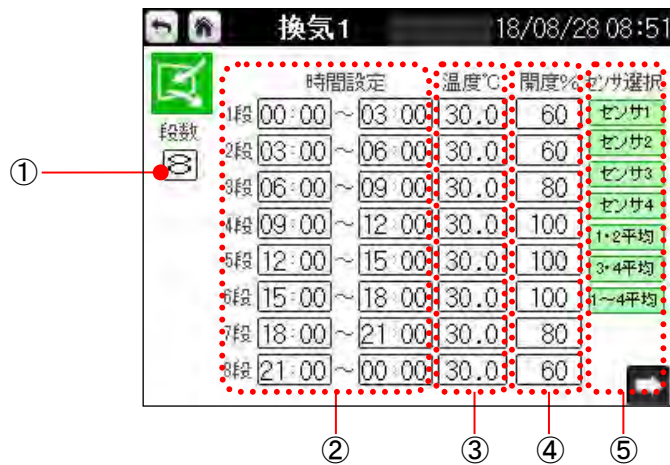 換気1 18/08/28 08:51
時間設定 温度℃ 開度% センサ選択
段数
8
1段 00:00 ～ 03:00 30.0 60 センサ1
2段 03:00 ～ 06:00 30.0 60 センサ2
3段 06:00 ～ 09:00 30.0 80 センサ3
4段 09:00 ～ 12:00 30.0 100 センサ4
5段 12:00 ～ 15:00 30.0 100 1・2平均
6段 15:00 ～ 18:00 30.0 100 3・4平均
7段 18:00 ～ 21:00 30.0 80 1～4平均
8段 21:00 ～ 00:00 30.0 60
①
② ③ ④ ⑤